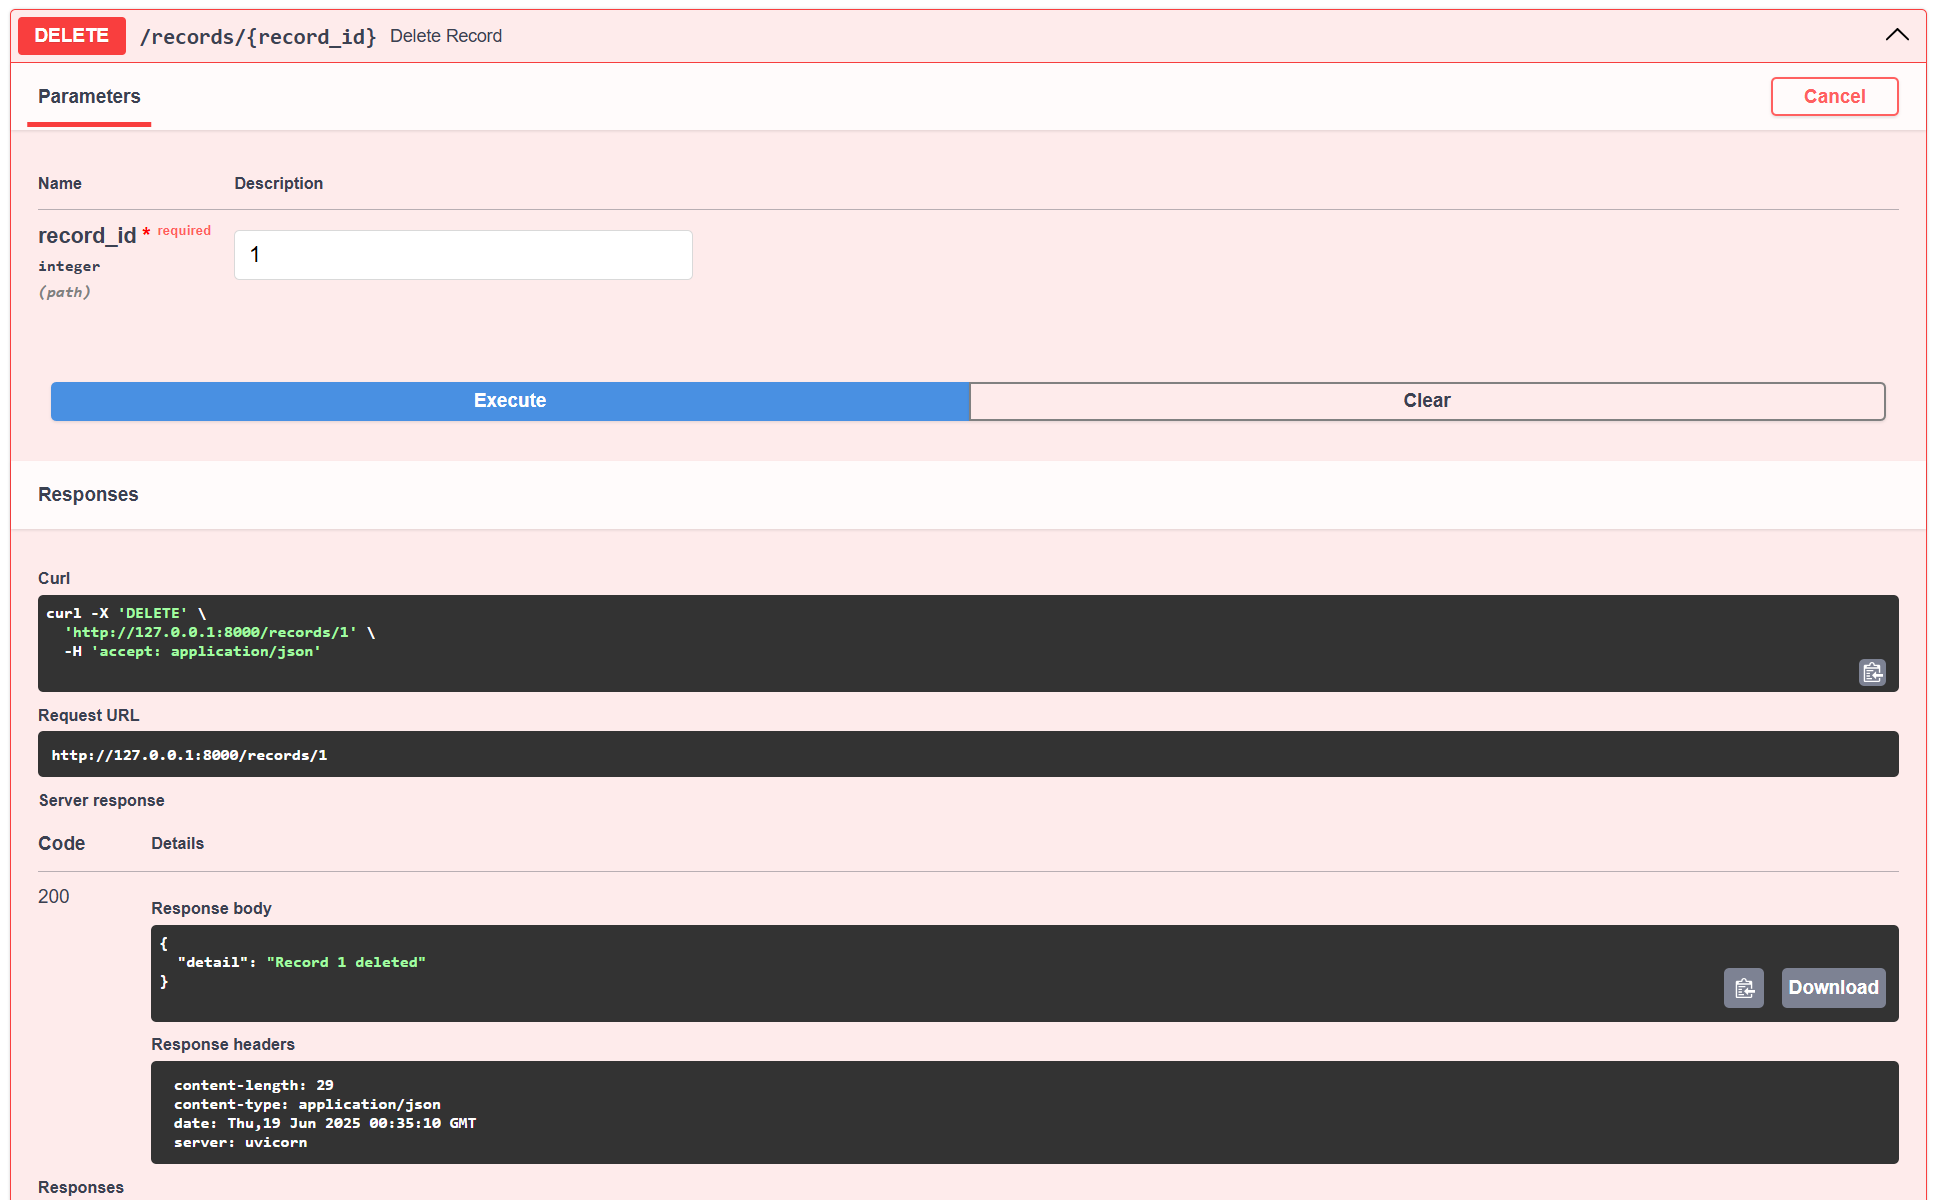 DELETE /records/{record_id} Delete Record
Parameters
Cancel
Name Description
record_id * required
integer
(path)
1
Execute
Clear
Responses
Curl
curl -X 'DELETE' \
'http://127.0.0.1:8000/records/1' \
-H 'accept: application/json'
Request URL
http://127.0.0.1:8000/records/1
Server response
Code Details
200
Response body
{
"detail": "Record 1 deleted"
}
Download
Response headers
content-length: 29
content-type: application/json
date: Thu,19 Jun 2025 00:35:10 GMT
server: uvicorn
Responses